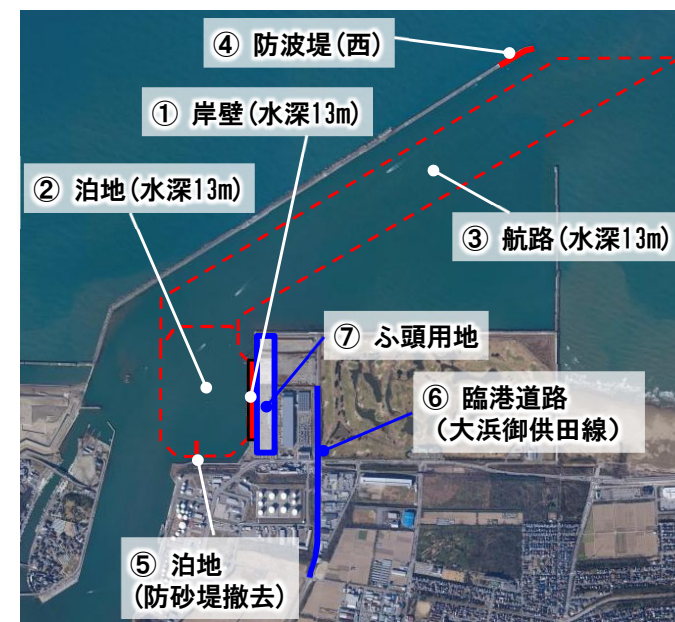 ④ 防波堤(西)
① 岸壁(水深13m)
② 泊地(水深13m)
③ 航路(水深13m)
⑦ ふ頭用地
⑥ 臨港道路
(大浜御供田線)
⑤ 泊地
(防砂堤撤去)